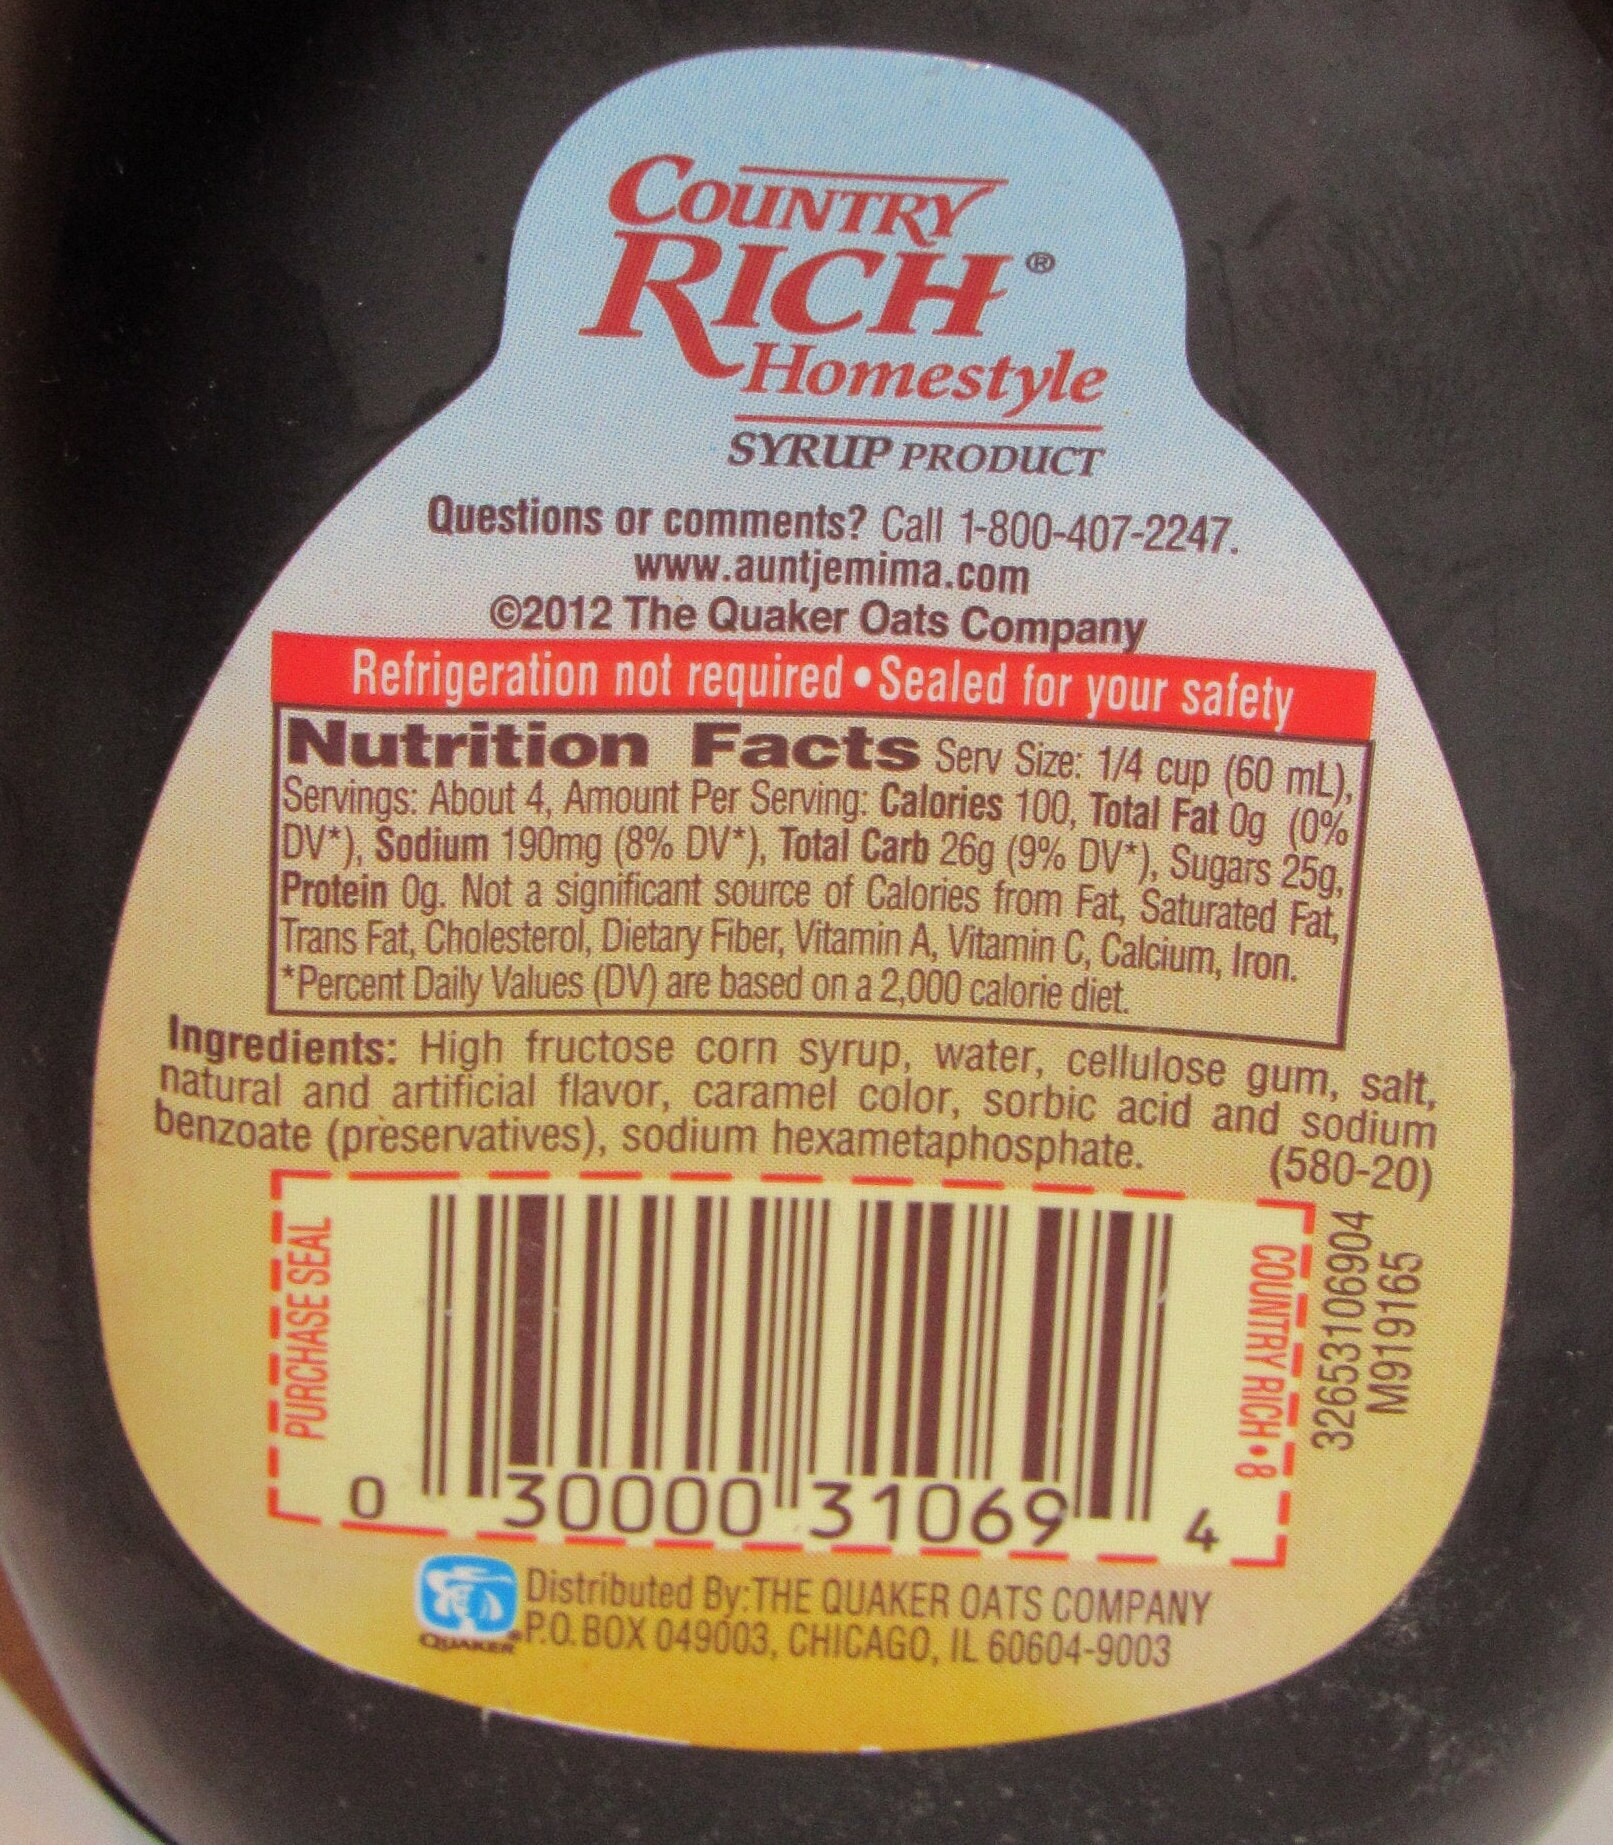 COUNTRY
RICH®
Homestyle
SYRUP PRODUCT
Questions or comments? Call 1-800-407-2247.
www.auntjemima.com
©2012 The Quaker Oats Company
Refrigeration not required • Sealed for your safety
Nutrition Facts Serv Size: 1/4 cup (60 mL),
Servings: About 4, Amount Per Serving: Calories 100, Total Fat 0g (0%
DV*), Sodium 190mg (8% DV*), Total Carb 26g (9% DV*), Sugars 25g,
Protein 0g. Not a significant source of Calories from Fat, Saturated Fat,
Trans Fat, Cholesterol, Dietary Fiber, Vitamin A, Vitamin C, Calcium, Iron.
*Percent Daily Values (DV) are based on a 2,000 calorie diet.
Ingredients: High fructose corn syrup, water, cellulose gum, salt,
natural and artificial flavor, caramel color, sorbic acid and sodium
benzoate (preservatives), sodium hexametaphosphate. (580-20)
PURCHASE SEAL
COUNTRY RICH • 8
32653106904
M919165
0 30000 31069 4
QUAKER®
Distributed By: THE QUAKER OATS COMPANY
P.O. BOX 049003, CHICAGO, IL 60604-9003